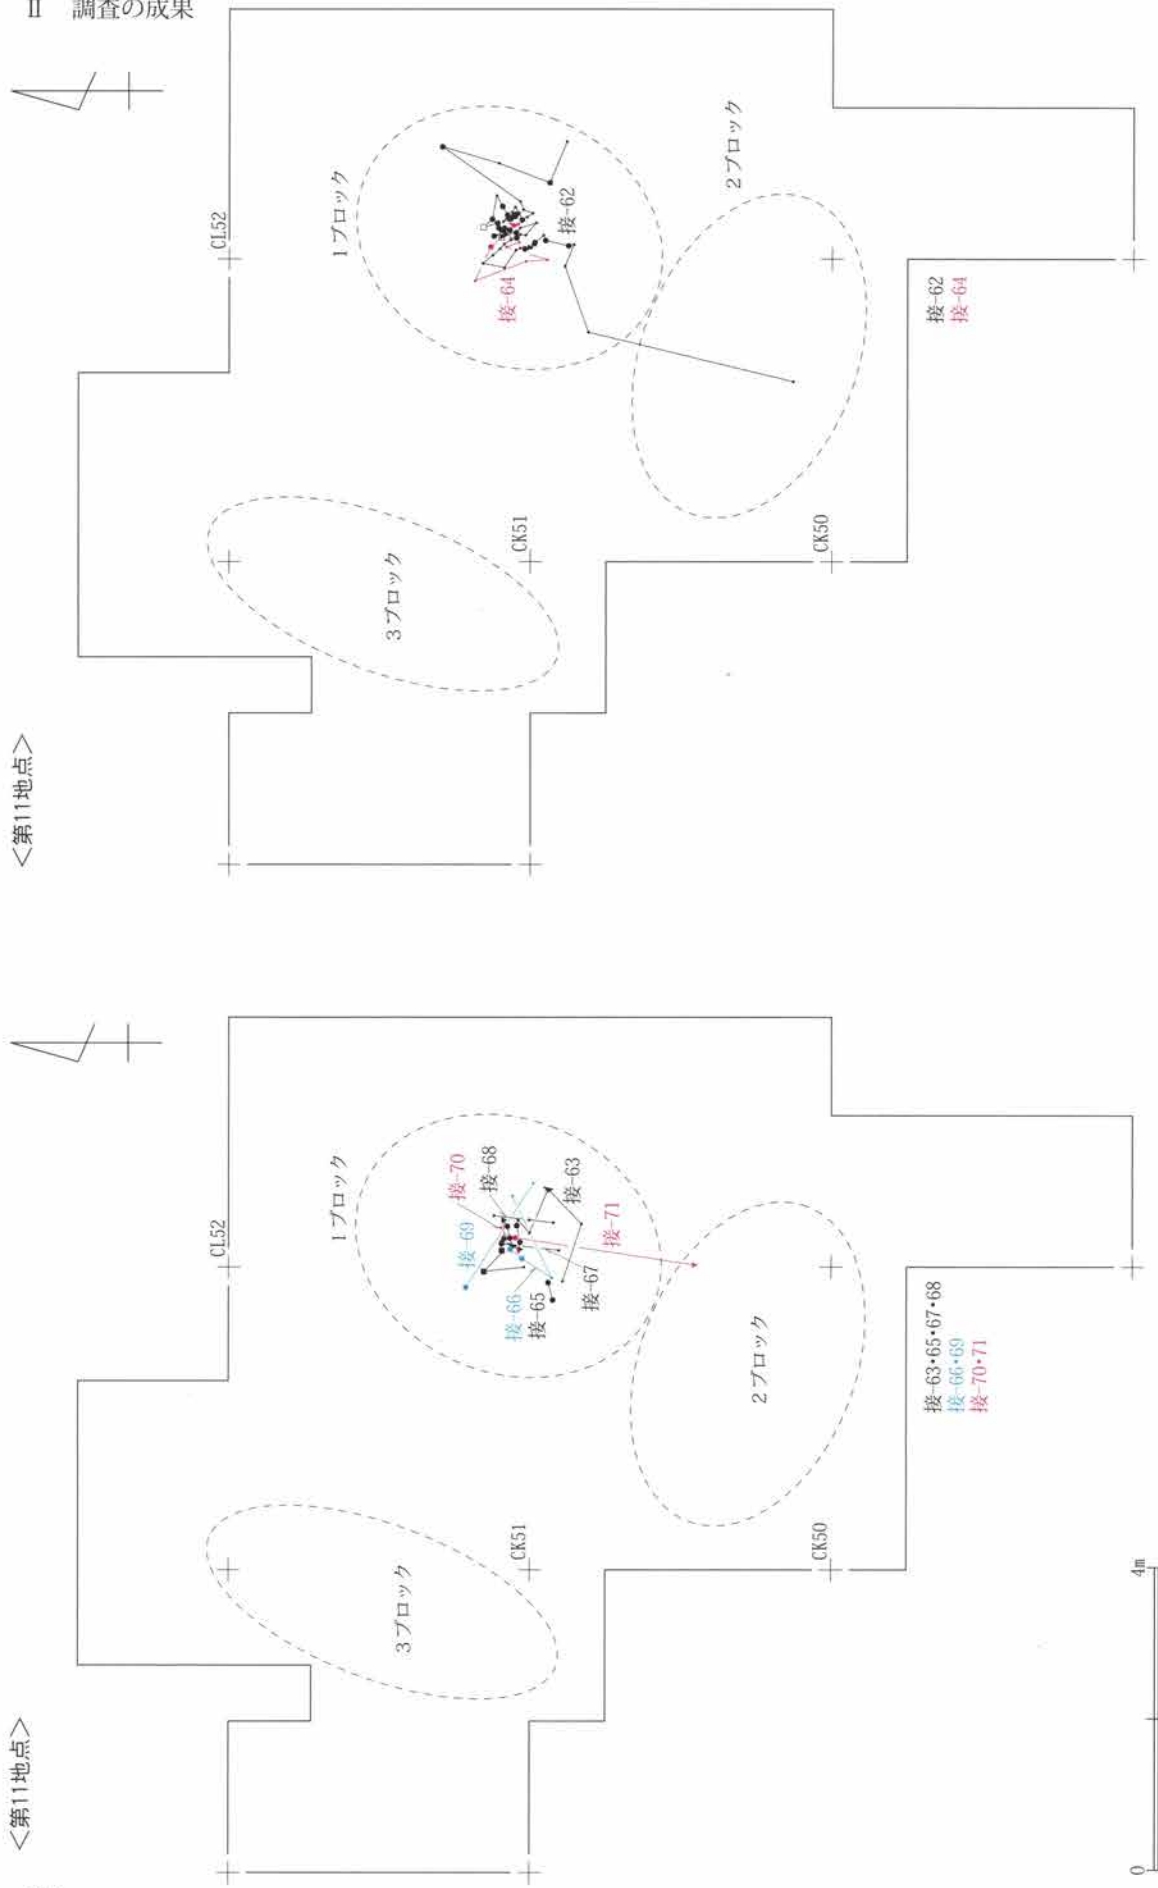 II 調査の成果
<第11地点>
CL52
1ブロック
接-62
接-64
2ブロック
3ブロック
CK51
CK50
接-62
接-64
<第11地点>
CL52
1ブロック
接-70
接-68
接-69
接-63
接-71
接-66
接-65
接-67
2ブロック
3ブロック
CK51
CK50
接-63・65・67・68
接-66・69
接-70・71
0
4m